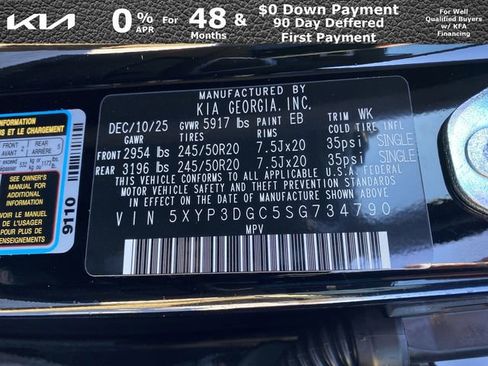 KIA
0% APR For 48 & Months
$0 Down Payment
90 Day Deffered
First Payment
For Well
Qualified Buyers
w/ KFA
Financing
MANUFACTURED BY
KIA GEORGIA, INC.
DEC/10/25 GVWR 5917 lbs PAINT EB TRIM WK
GAWR TIRES RIMS COLD TIRE INFL
FRONT 2954 lbs 245/50R20 7.5Jx20 35psi SINGLE
REAR 3196 lbs 245/50R20 7.5Jx20 35psi SINGLE
THIS VEHICLE CONFORMS TO ALL APPLICABLE U.S.A. FEDERAL
MOTOR VEHICLE SAFETY AND BUMPER STANDARDS IN EFFECT
ON THE DATE OF MANUFACTURE SHOWN ABOVE.
VIN 5XYP3DGC5SG734790
MPV
INFORMATION
ET LE CHARGEMENT
FRONT
AVANT
REAR
ARRIÈRE
SEE OWNER'S
MANUAL FOR
ADDITIONAL
INFORMATION
VOIR LE MANUEL
DE L'USAGER
POUR PLUS DE
9110